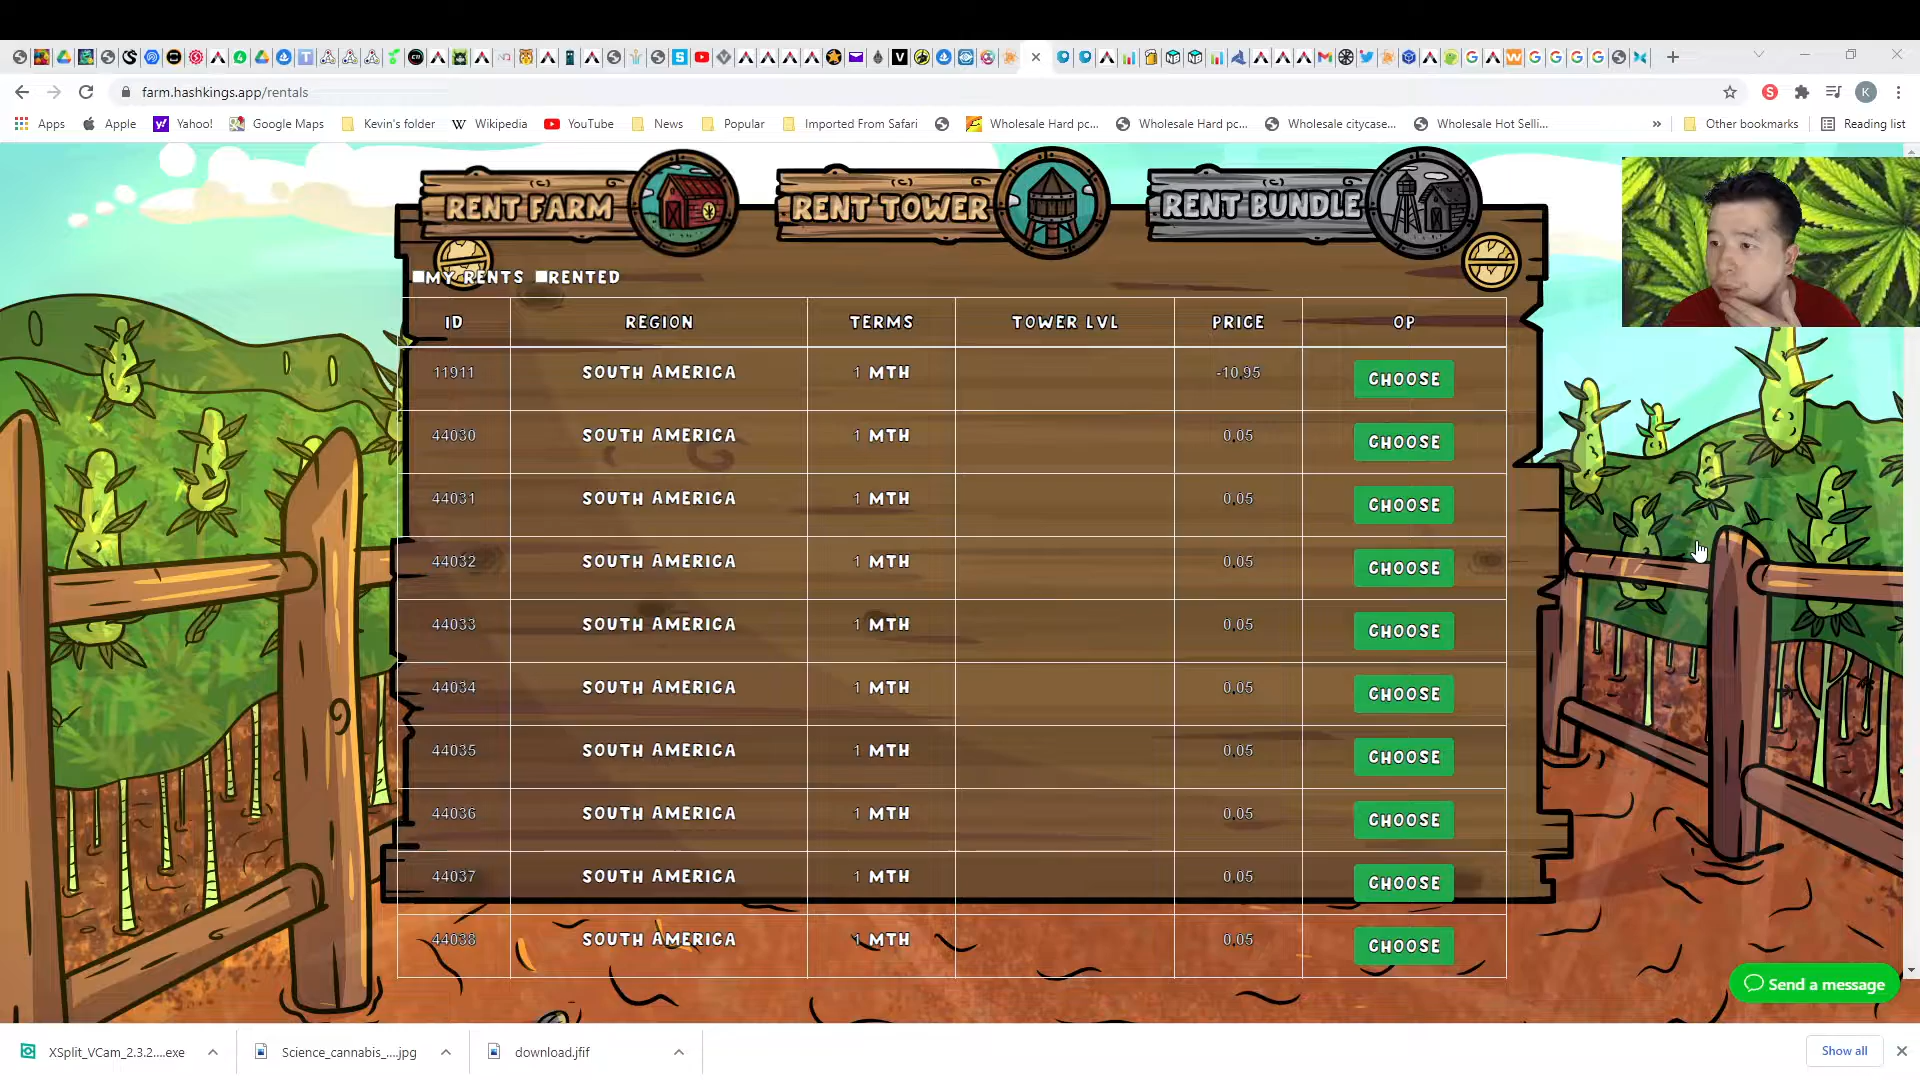 farm.hashkings.app/rentals
K
Apps Apple Yahoo! Google Maps Kevin's folder Wikipedia YouTube News Popular Imported From Safari Wholesale Hard pc... Wholesale Hard pc... Wholesale citycase... Wholesale Hot Selli... » Other bookmarks Reading list
RENT FARM RENT TOWER RENT BUNDLE
MY RENTS RENTED
ID REGION TERMS TOWER LVL PRICE OP
11911 SOUTH AMERICA 1 MTH -10.95 CHOOSE
44030 SOUTH AMERICA 1 MTH 0.05 CHOOSE
44031 SOUTH AMERICA 1 MTH 0.05 CHOOSE
44032 SOUTH AMERICA 1 MTH 0.05 CHOOSE
44033 SOUTH AMERICA 1 MTH 0.05 CHOOSE
44034 SOUTH AMERICA 1 MTH 0.05 CHOOSE
44035 SOUTH AMERICA 1 MTH 0.05 CHOOSE
44036 SOUTH AMERICA 1 MTH 0.05 CHOOSE
44037 SOUTH AMERICA 1 MTH 0.05 CHOOSE
44038 SOUTH AMERICA 1 MTH 0.05 CHOOSE
Send a message
XSplit_VCam_2.3.2....exe Science_cannabis_....jpg download.jfif Show all